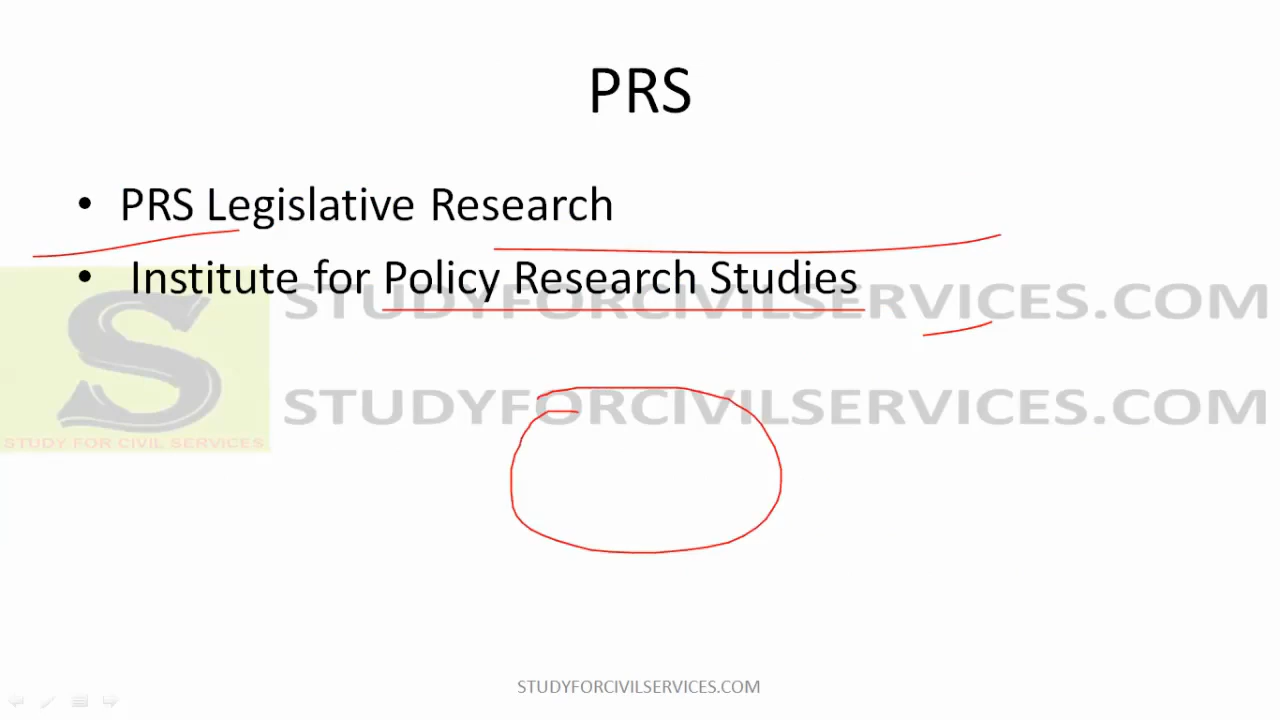 PRS
• PRS Legislative Research
• Institute for Policy Research Studies
STUDYFORCIVILSERVICES.COM
S
STUDYFORCIVILSERVICES.COM
STUDY FOR CIVIL SERVICES
STUDYFORCIVILSERVICES.COM